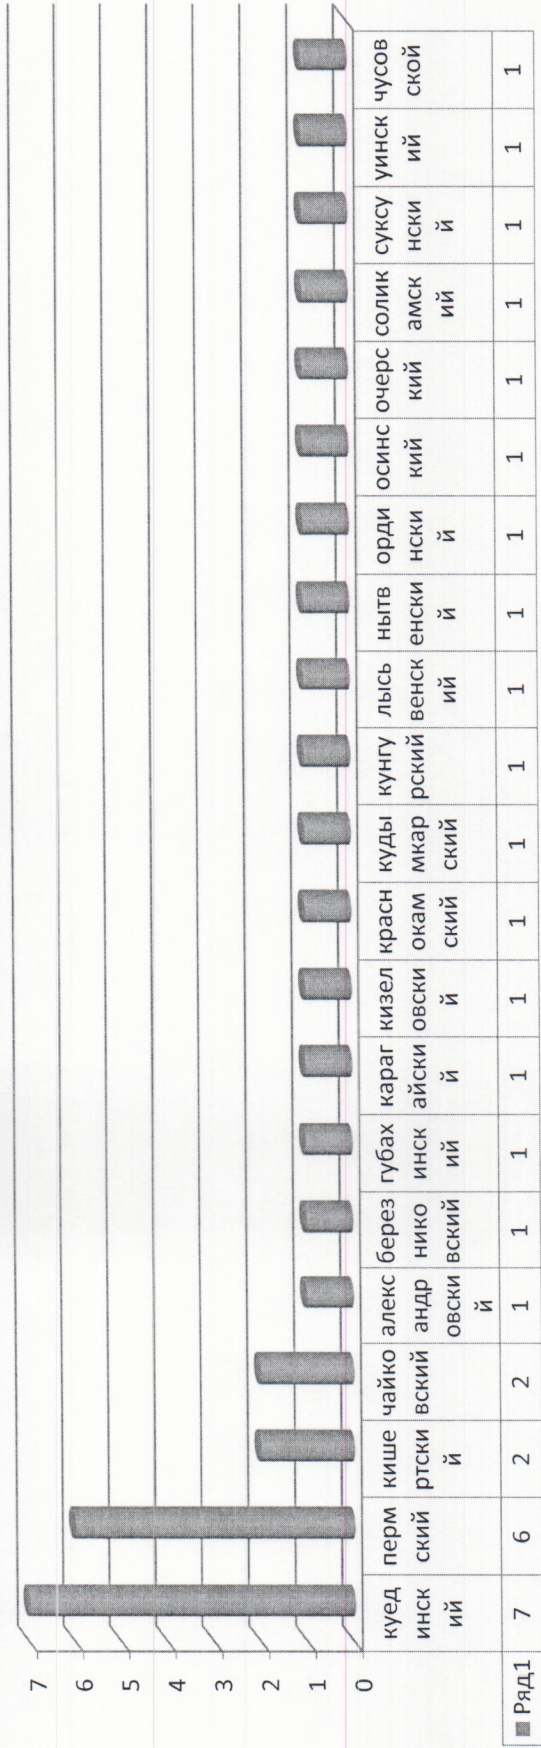 7
6
5
4
3
2
1
0
куед
инск
ий
перм
ский
кише
ртски
й
чайко
вский
алекс
андр
овски
й
берез
нико
вский
губах
инск
ий
караг
айски
й
кизел
овски
й
красн
окам
ский
куды
мкар
ский
кунгу
рский
лысь
венск
ий
нытв
енски
й
орди
нски
й
осинс
кий
очерс
кий
солик
амск
ий
суксу
нски
й
уинск
ий
чусов
ской
Ряд1 7 6 2 2 1 1 1 1 1 1 1 1 1 1 1 1 1 1 1 1 1